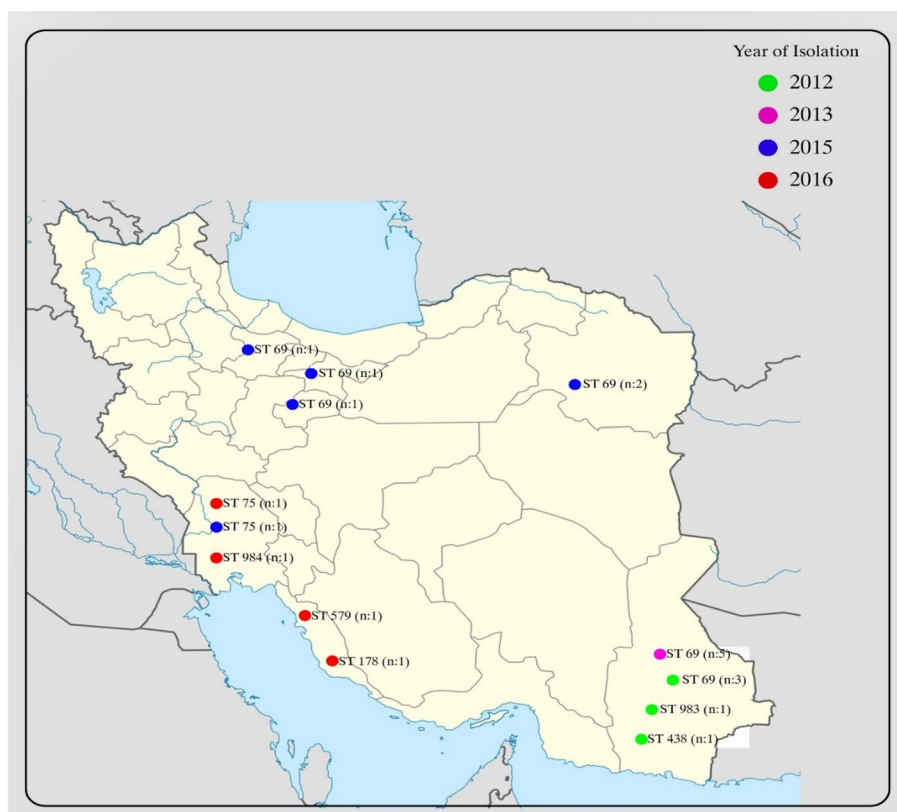 Year of Isolation
2012
2013
2015
2016
ST 69 (n:1)
ST 69 (n:1)
ST 69 (n:2)
ST 69 (n:1)
ST 75 (n:1)
ST 75 (n:1)
ST 984 (n:1)
ST 579 (n:1)
ST 178 (n:1)
ST 69 (n:5)
ST 69 (n:3)
ST 983 (n:1)
ST 438 (n:1)